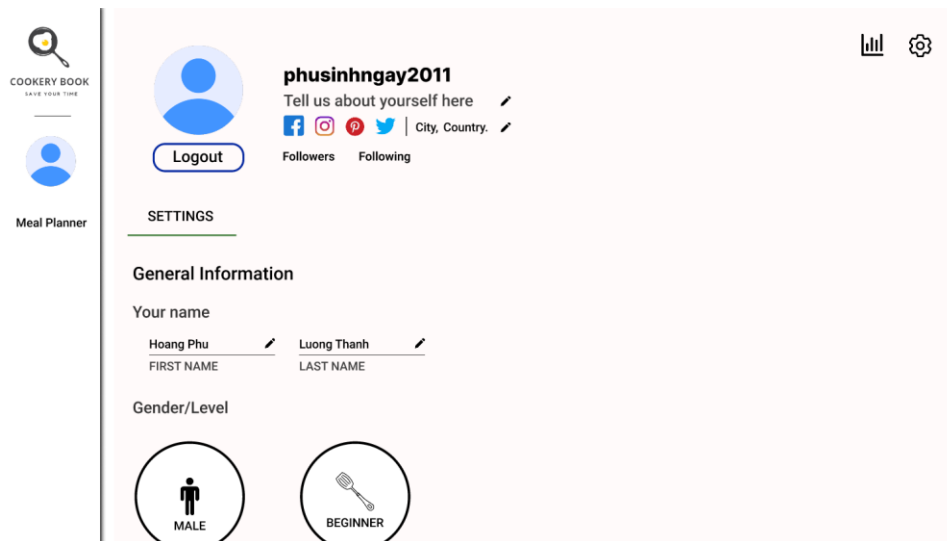 COOKERY BOOK
SAVE YOUR TIME
Meal Planner
phusinhngay2011
Tell us about yourself here
City, Country.
Logout
Followers Following
SETTINGS
General Information
Your name
Hoang Phu Luong Thanh
FIRST NAME LAST NAME
Gender/Level
MALE BEGINNER